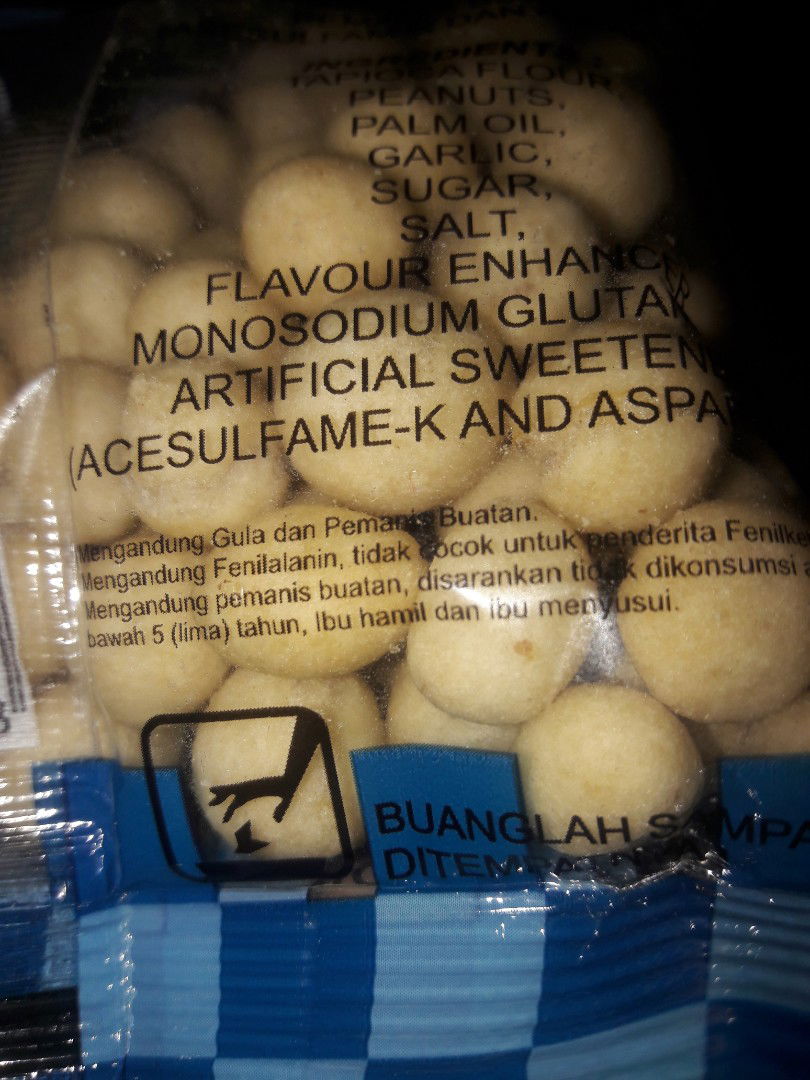 INGREDIENTS :
TAPIOCA FLOUR,
PEANUTS,
PALM OIL,
GARLIC,
SUGAR,
SALT,
FLAVOUR ENHANC
MONOSODIUM GLUTA
ARTIFICIAL SWEETEN
(ACESULFAME-K AND ASPA
Mengandung Gula dan Pemanis Buatan.
Mengandung Fenilalanin, tidak cocok untuk penderita Fenilke
Mengandung pemanis buatan, disarankan tidak dikonsumsi a
bawah 5 (lima) tahun, Ibu hamil dan ibu menyusui.
BUANGLAH SAMPA
DITEMPATNYA